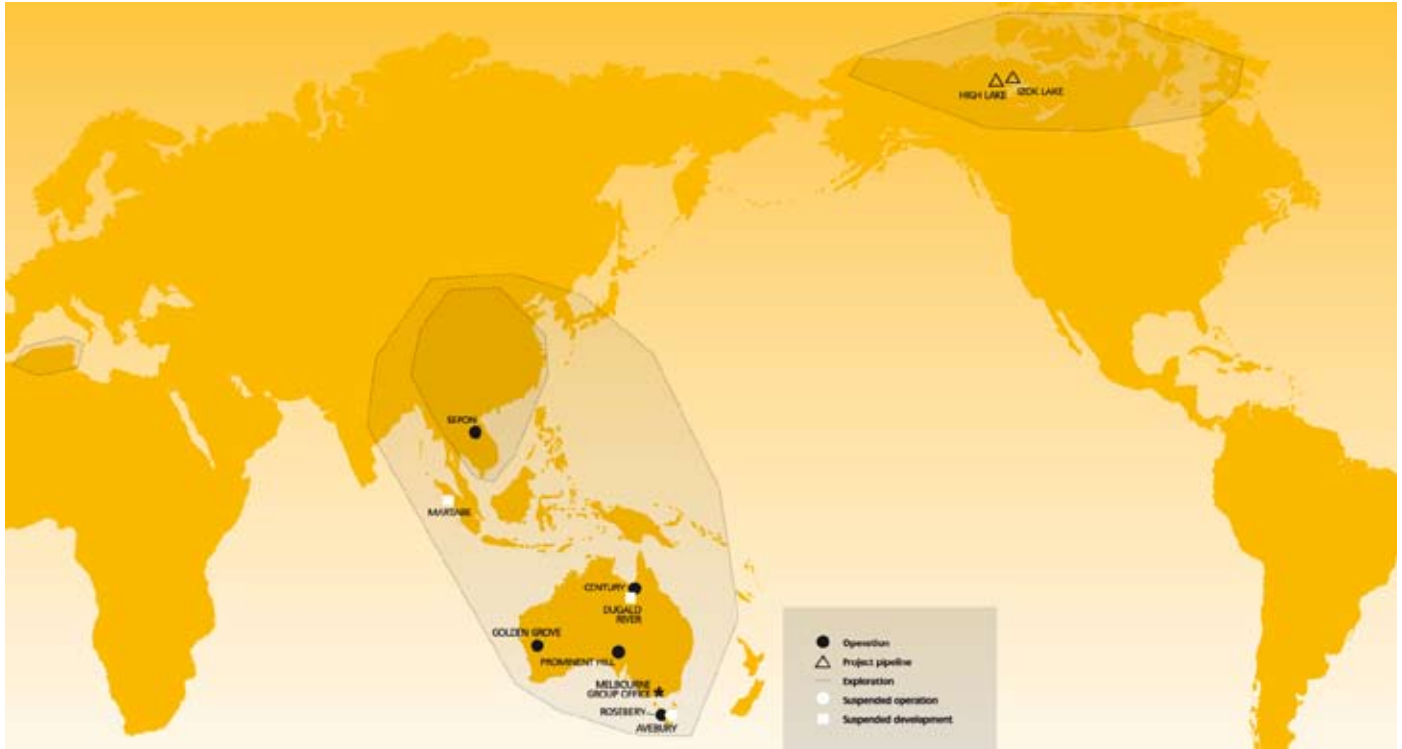 HIGH LAKE
IZOK LAKE
SEPON
MARTABE
CENTURY
DUGALD
RIVER
GOLDEN GROVE
PROMINENT HILL
MELBOURNE
GROUP OFFICE
ROSEBERY
AVEBURY
Operation
Project pipeline
Exploration
Suspended operation
Suspended development